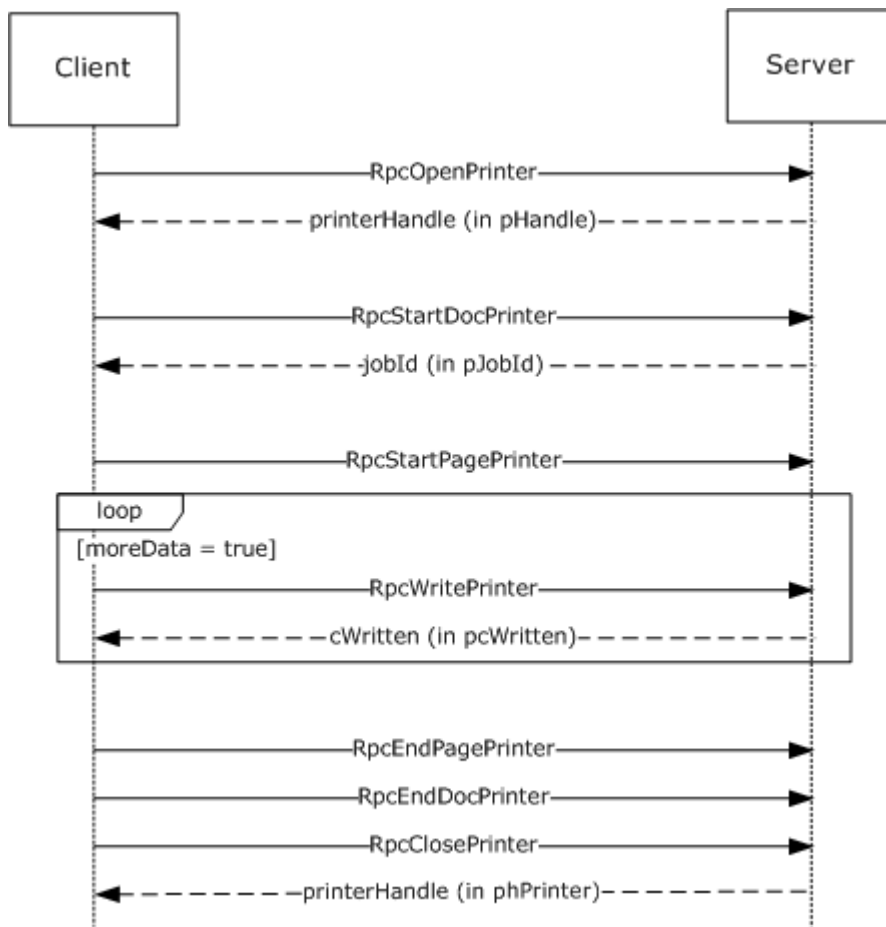 Client
Server
RpcOpenPrinter
printerHandle (in pHandle)
RpcStartDocPrinter
jobId (in pJobId)
RpcStartPagePrinter
loop
[moreData = true]
RpcWritePrinter
cWritten (in pcWritten)
RpcEndPagePrinter
RpcEndDocPrinter
RpcClosePrinter
printerHandle (in phPrinter)